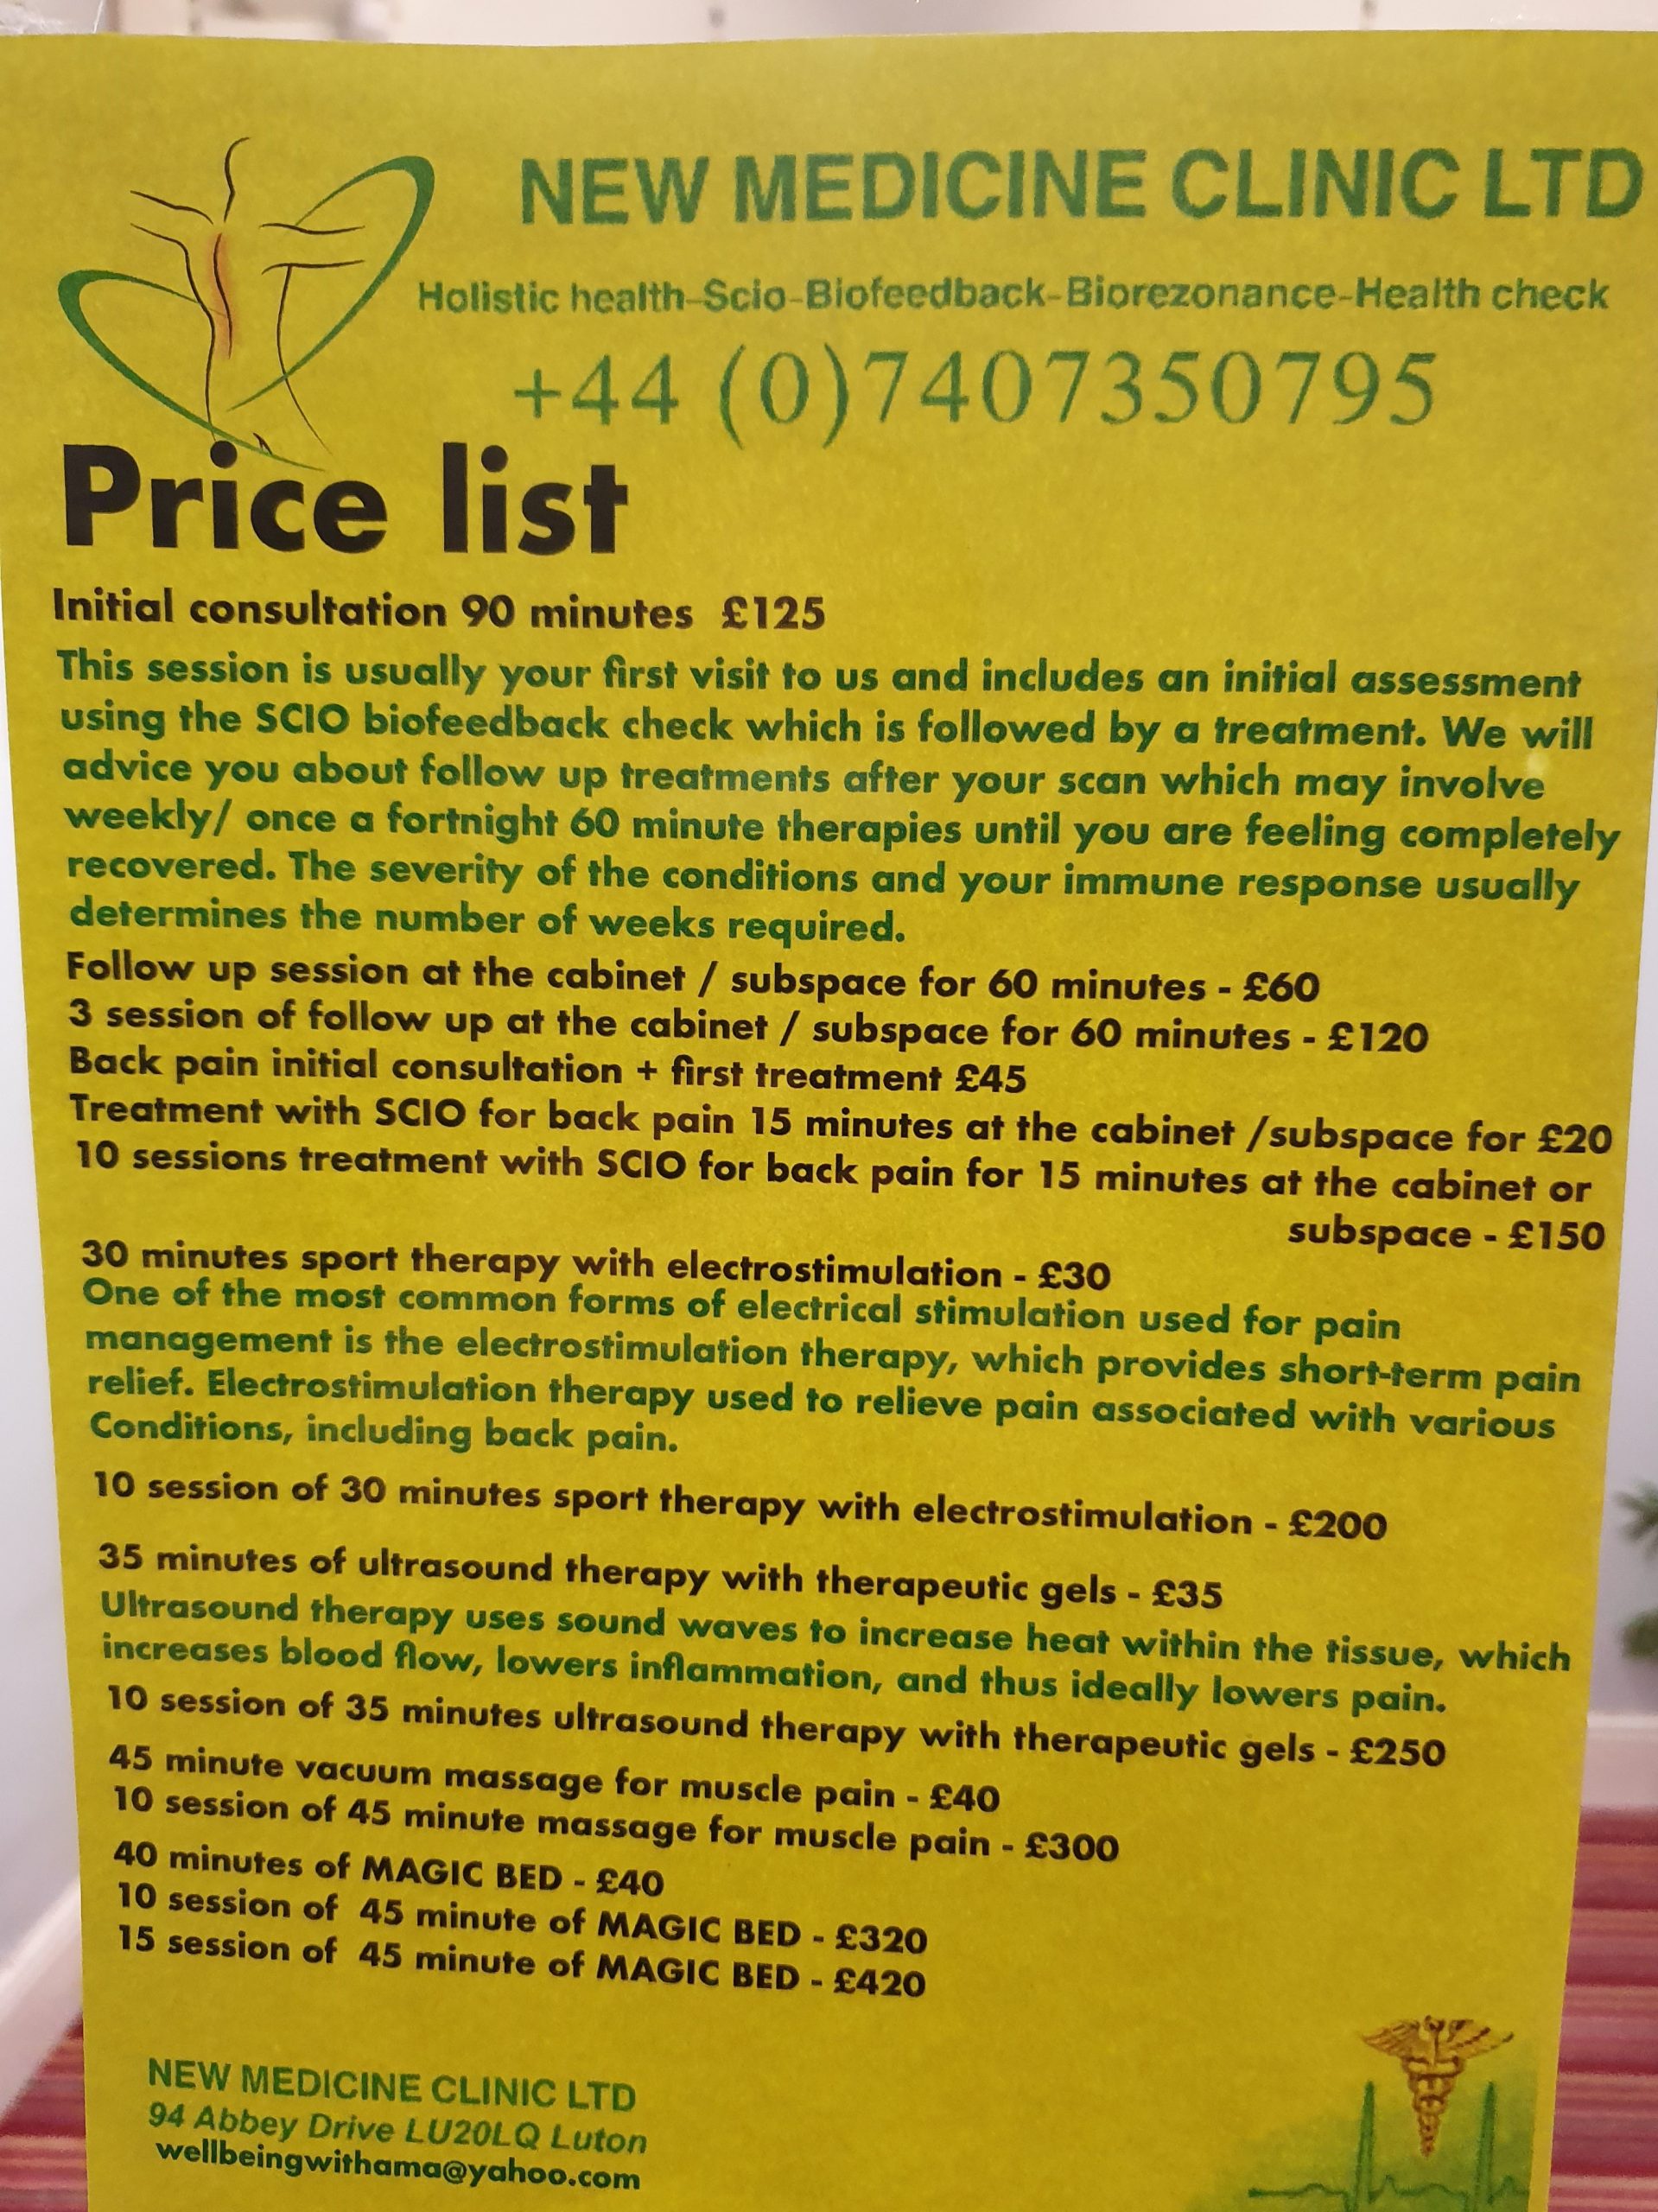 NEW MEDICINE CLINIC LTD
Holistic health-Scio-Biofeedback-Biorezonance-Health check
+44 (0)7407350795
Price list
Initial consultation 90 minutes £125
This session is usually your first visit to us and includes an initial assessment
using the SCIO biofeedback check which is followed by a treatment. We will
advice you about follow up treatments after your scan which may involve
weekly/ once a fortnight 60 minute therapies until you are feeling completely
recovered. The severity of the conditions and your immune response usually
determines the number of weeks required.
Follow up session at the cabinet / subspace for 60 minutes - £60
3 session of follow up at the cabinet / subspace for 60 minutes - £120
Back pain initial consultation + first treatment £45
Treatment with SCIO for back pain 15 minutes at the cabinet /subspace for £20
10 sessions treatment with SCIO for back pain for 15 minutes at the cabinet or
subspace - £150
30 minutes sport therapy with electrostimulation - £30
One of the most common forms of electrical stimulation used for pain
management is the electrostimulation therapy, which provides short-term pain
relief. Electrostimulation therapy used to relieve pain associated with various
Conditions, including back pain.
10 session of 30 minutes sport therapy with electrostimulation - £200
35 minutes of ultrasound therapy with therapeutic gels - £35
Ultrasound therapy uses sound waves to increase heat within the tissue, which
increases blood flow, lowers inflammation, and thus ideally lowers pain.
10 session of 35 minutes ultrasound therapy with therapeutic gels - £250
45 minute vacuum massage for muscle pain - £40
10 session of 45 minute massage for muscle pain - £300
40 minutes of MAGIC BED - £40
10 session of 45 minute of MAGIC BED - £320
15 session of 45 minute of MAGIC BED - £420
NEW MEDICINE CLINIC LTD
94 Abbey Drive LU20LQ Luton
wellbeingwithama@yahoo.com